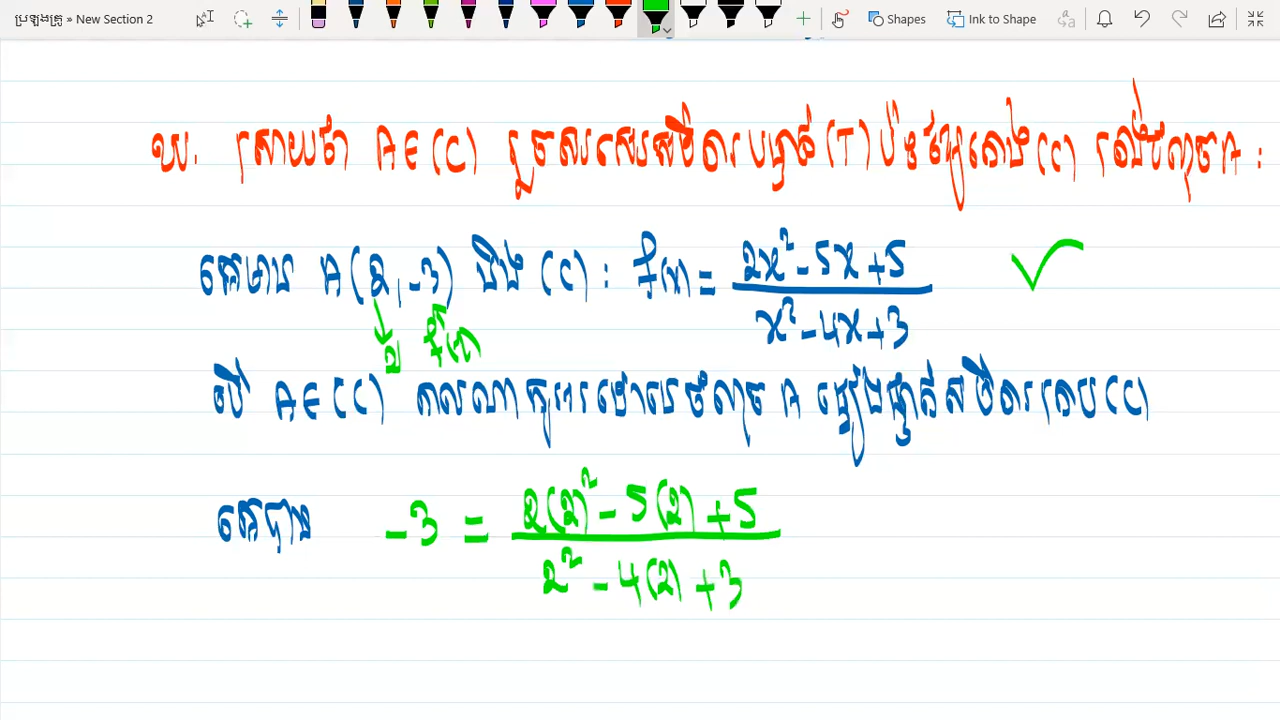 ប្រឡងគ្រូ » New Section 2
Shapes
Ink to Shape
ឃ. ស្រាយថា A∈(C) រួចសរសេរសមីការបន្ទាត់(T) ប៉ះនឹងខ្សែកោង(C) ត្រង់ចំណុច A :
គេមាន A(2, -3) និង (C) : f(x) = (2x² - 5x + 5)/(x² - 4x + 3) ✓
x f(x)
បើ A∈(C) កាលណាកូអរដោនេចំណុច A ផ្ទៀងផ្ទាត់សមីការក្រាប (C)
គេបាន -3 = (2(2)² - 5(2) + 5)/(2² - 4(2) + 3)